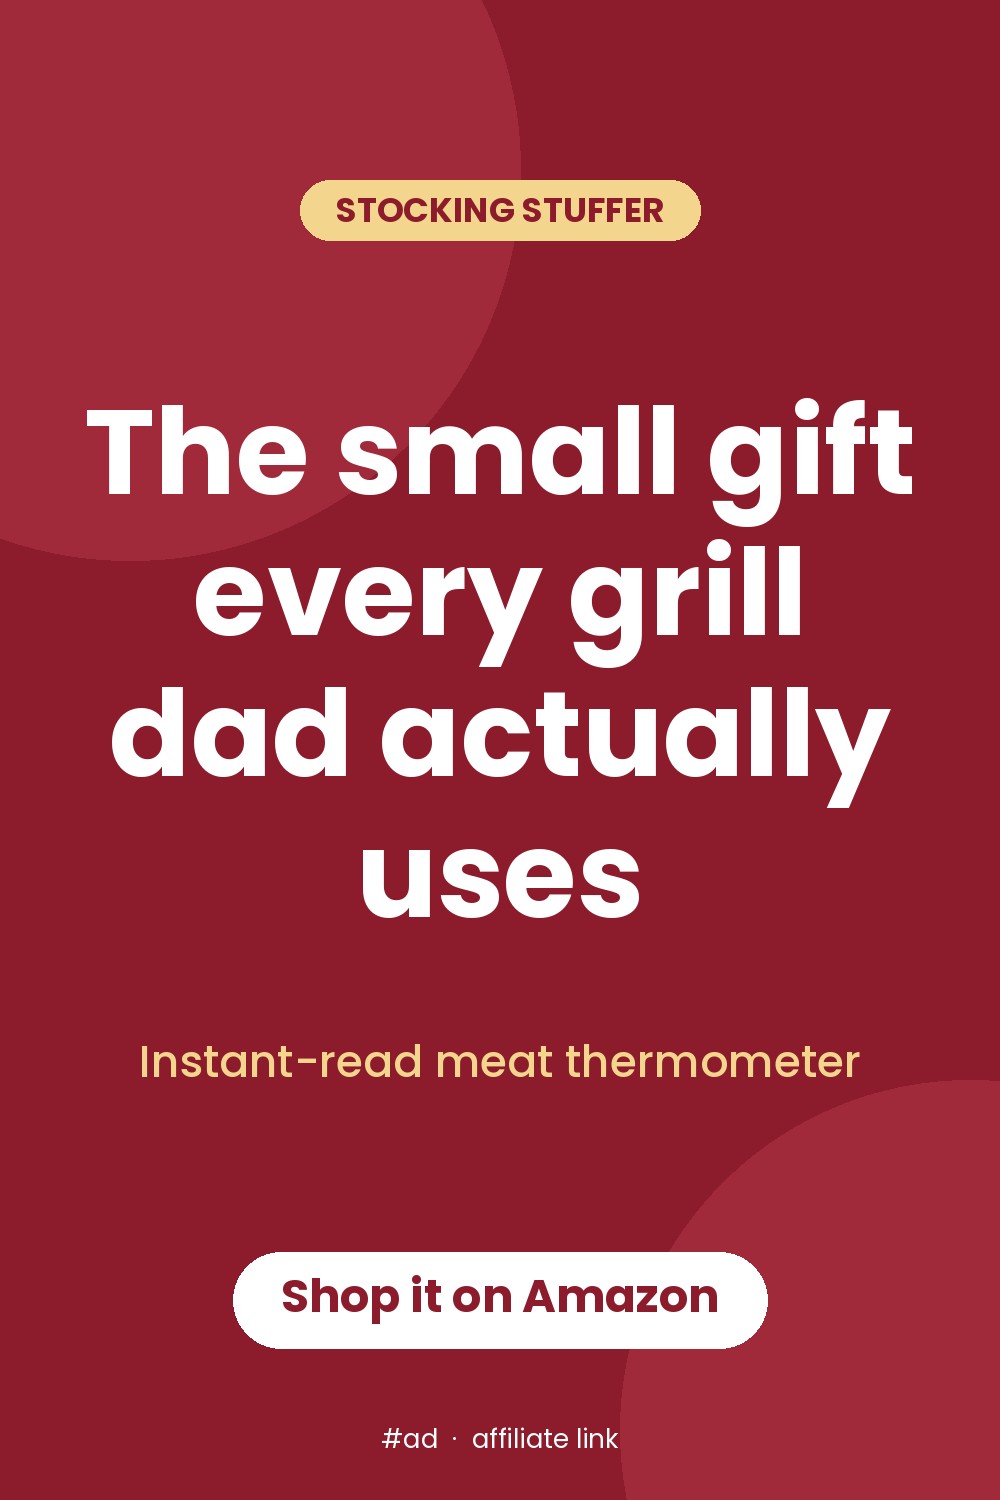 STOCKING STUFFER
The small gift
every grill
dad actually
uses
Instant-read meat thermometer
Shop it on Amazon
#ad · affiliate link